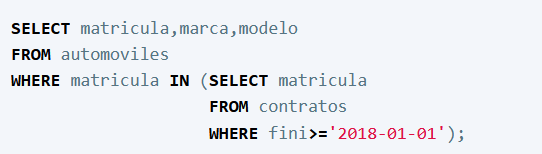 SELECT matricula,marca,modelo
FROM automoviles
WHERE matricula IN (SELECT matricula
FROM contratos
WHERE fini>='2018-01-01');